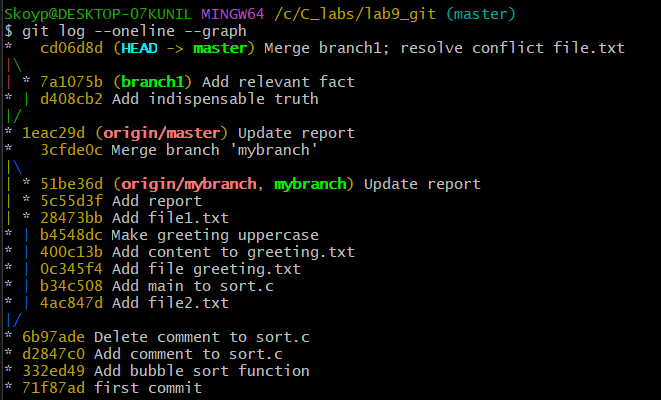 Skoyp@DESKTOP-07KUNIL MINGW64 /c/C_labs/lab9_git (master)
$ git log --oneline --graph
*   cd06d8d (HEAD -> master) Merge branch1; resolve conflict file.txt
|\
| * 7a1075b (branch1) Add relevant fact
* | d408cb2 Add indispensable truth
|/
* 1eac29d (origin/master) Update report
*   3cfde0c Merge branch 'mybranch'
|\
| * 51be36d (origin/mybranch, mybranch) Update report
| * 5c55d3f Add report
| * 28473bb Add file1.txt
* | b4548dc Make greeting uppercase
* | 400c13b Add content to greeting.txt
* | 0c345f4 Add file greeting.txt
* | b34c508 Add main to sort.c
* | 4ac847d Add file2.txt
|/
* 6b97ade Delete comment to sort.c
* d2847c0 Add comment to sort.c
* 332ed49 Add bubble sort function
* 71f87ad first commit